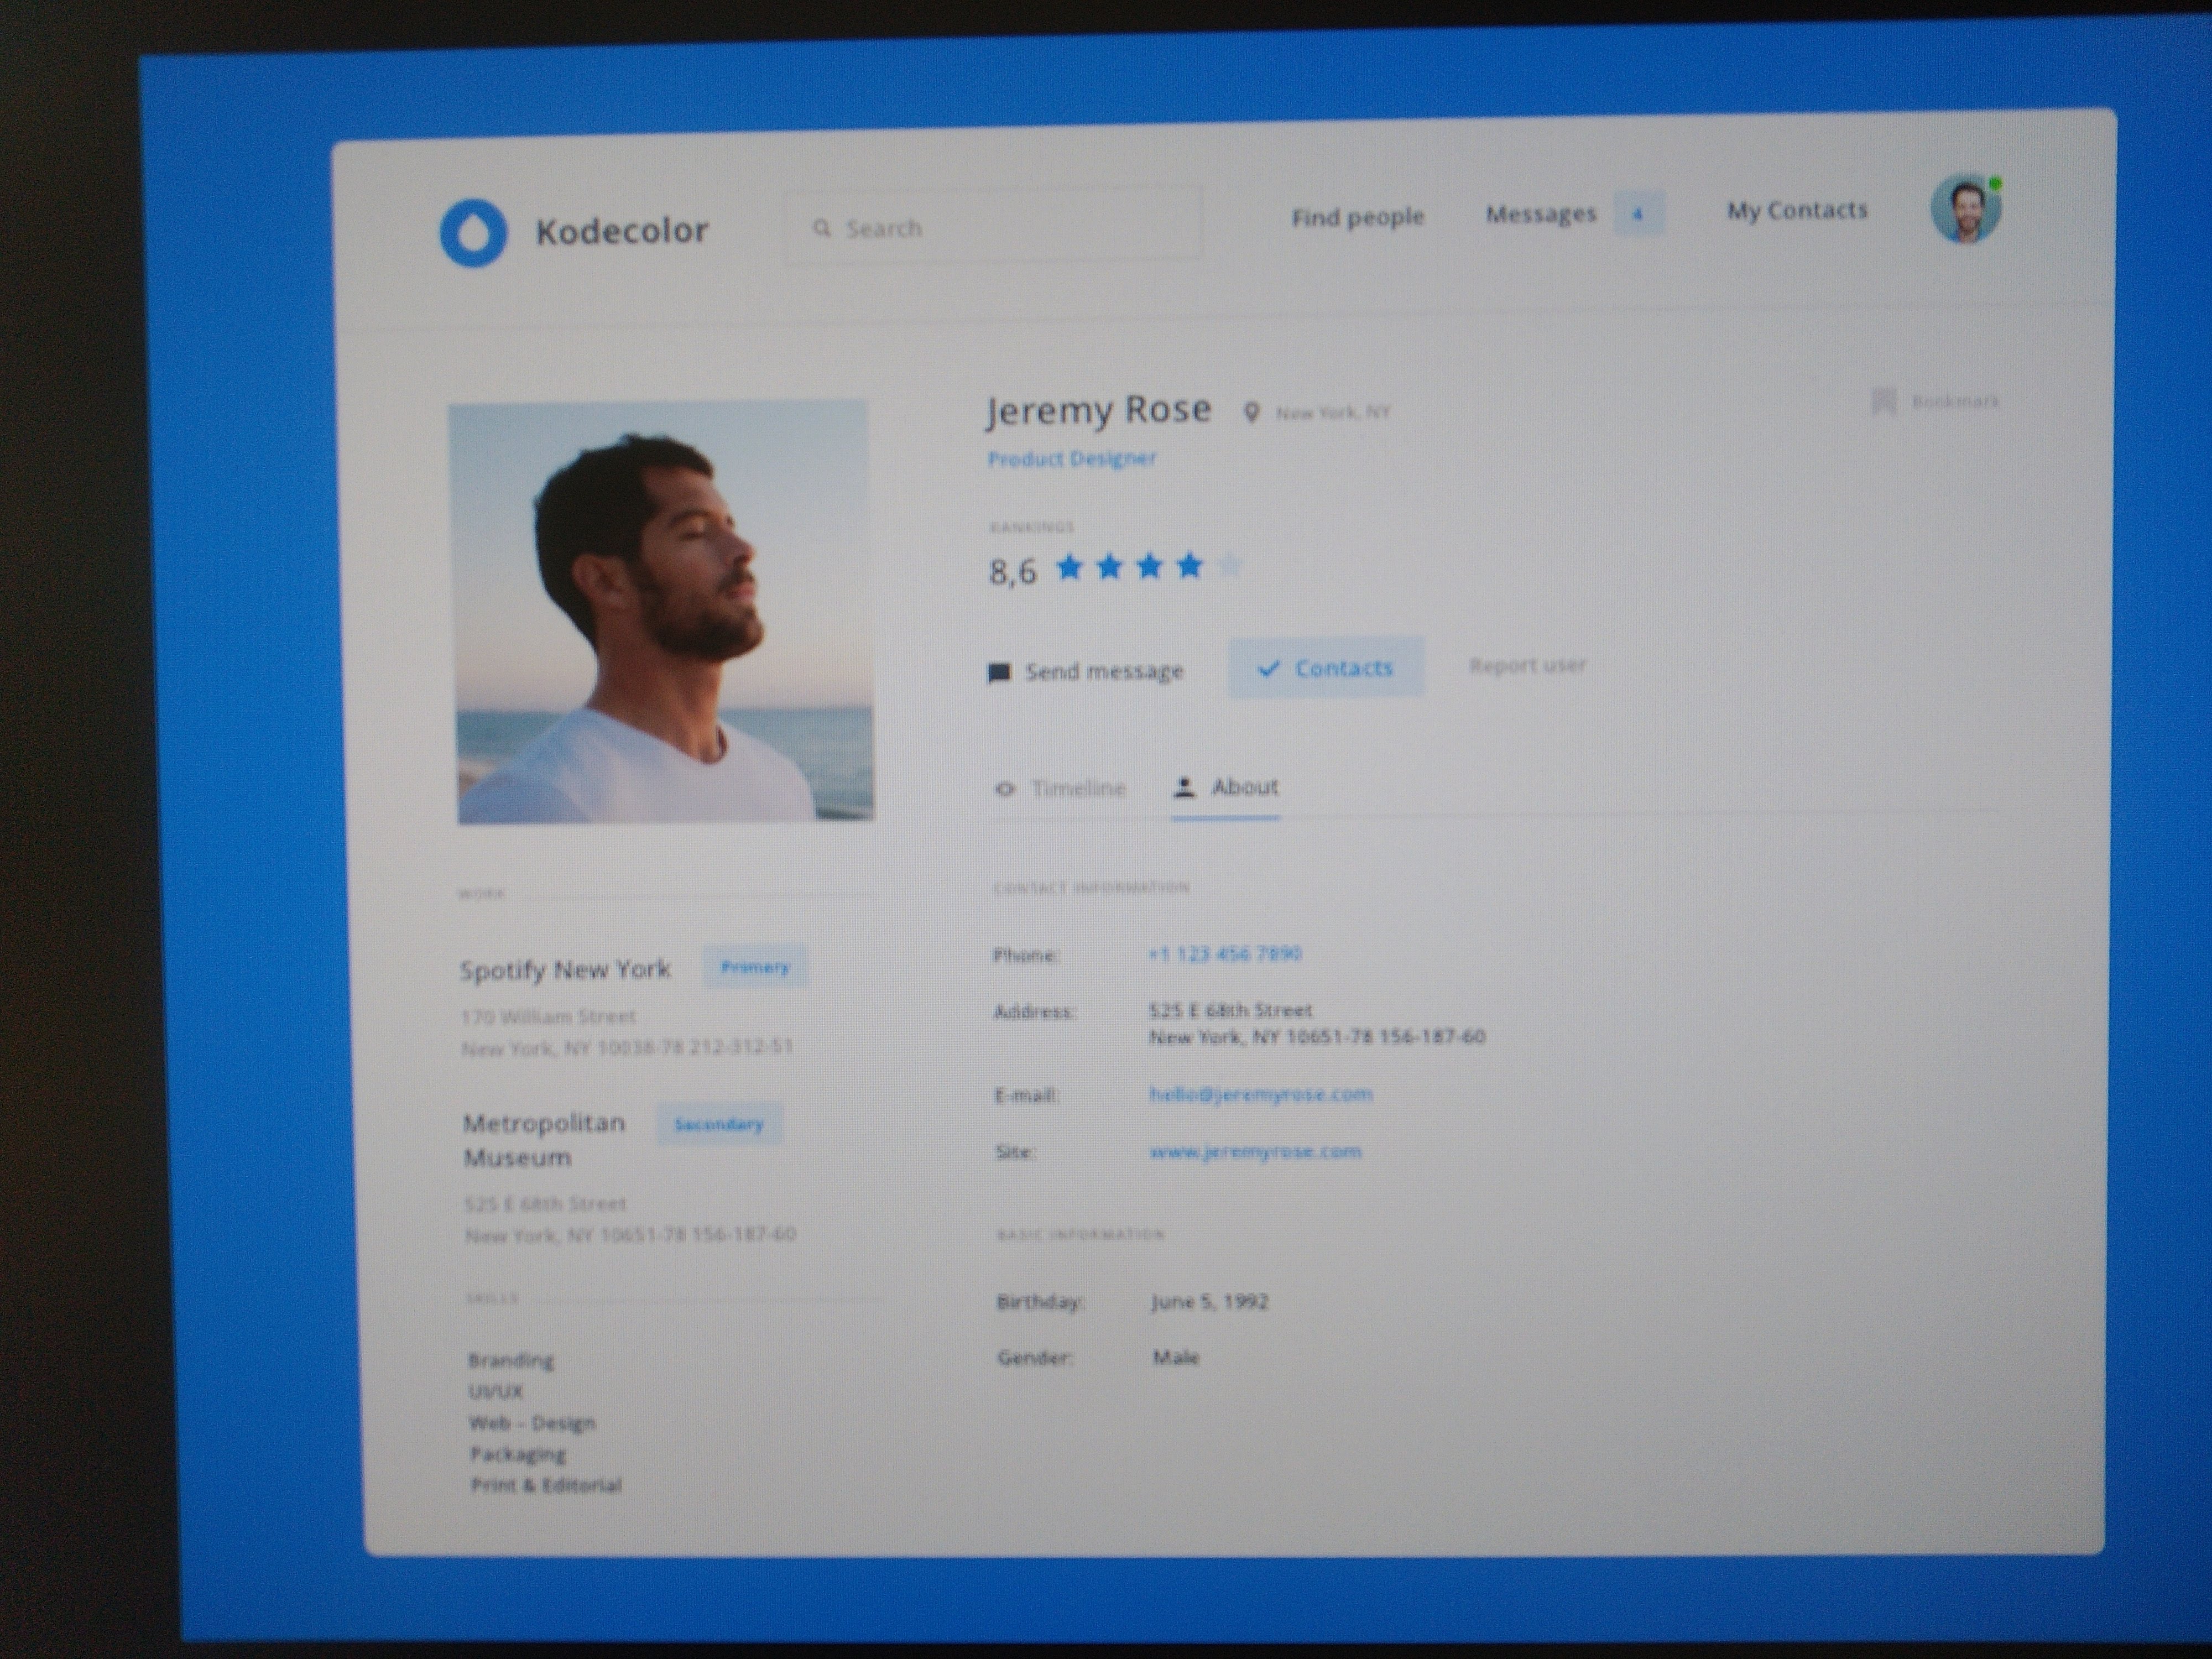 Kodecolor
Search
Find people
Messages 4
My Contacts
Jeremy Rose
New York, NY
Bookmark
Product Designer
RANKINGS
8,6
Send message
Contacts
Report user
Timeline
About
WORK
Spotify New York
Primary
170 William Street
New York, NY 10038-78 212-312-51
Metropolitan
Museum
Secondary
525 E 68th Street
New York, NY 10651-78 156-187-60
SKILLS
Branding
UI/UX
Web - Design
Packaging
Print & Editorial
CONTACT INFORMATION
Phone: +1 123 456 7890
Address: 525 E 68th Street
New York, NY 10651-78 156-187-60
E-mail: hello@jeremyrose.com
Site: www.jeremyrose.com
BASIC INFORMATION
Birthday: June 5, 1992
Gender: Male